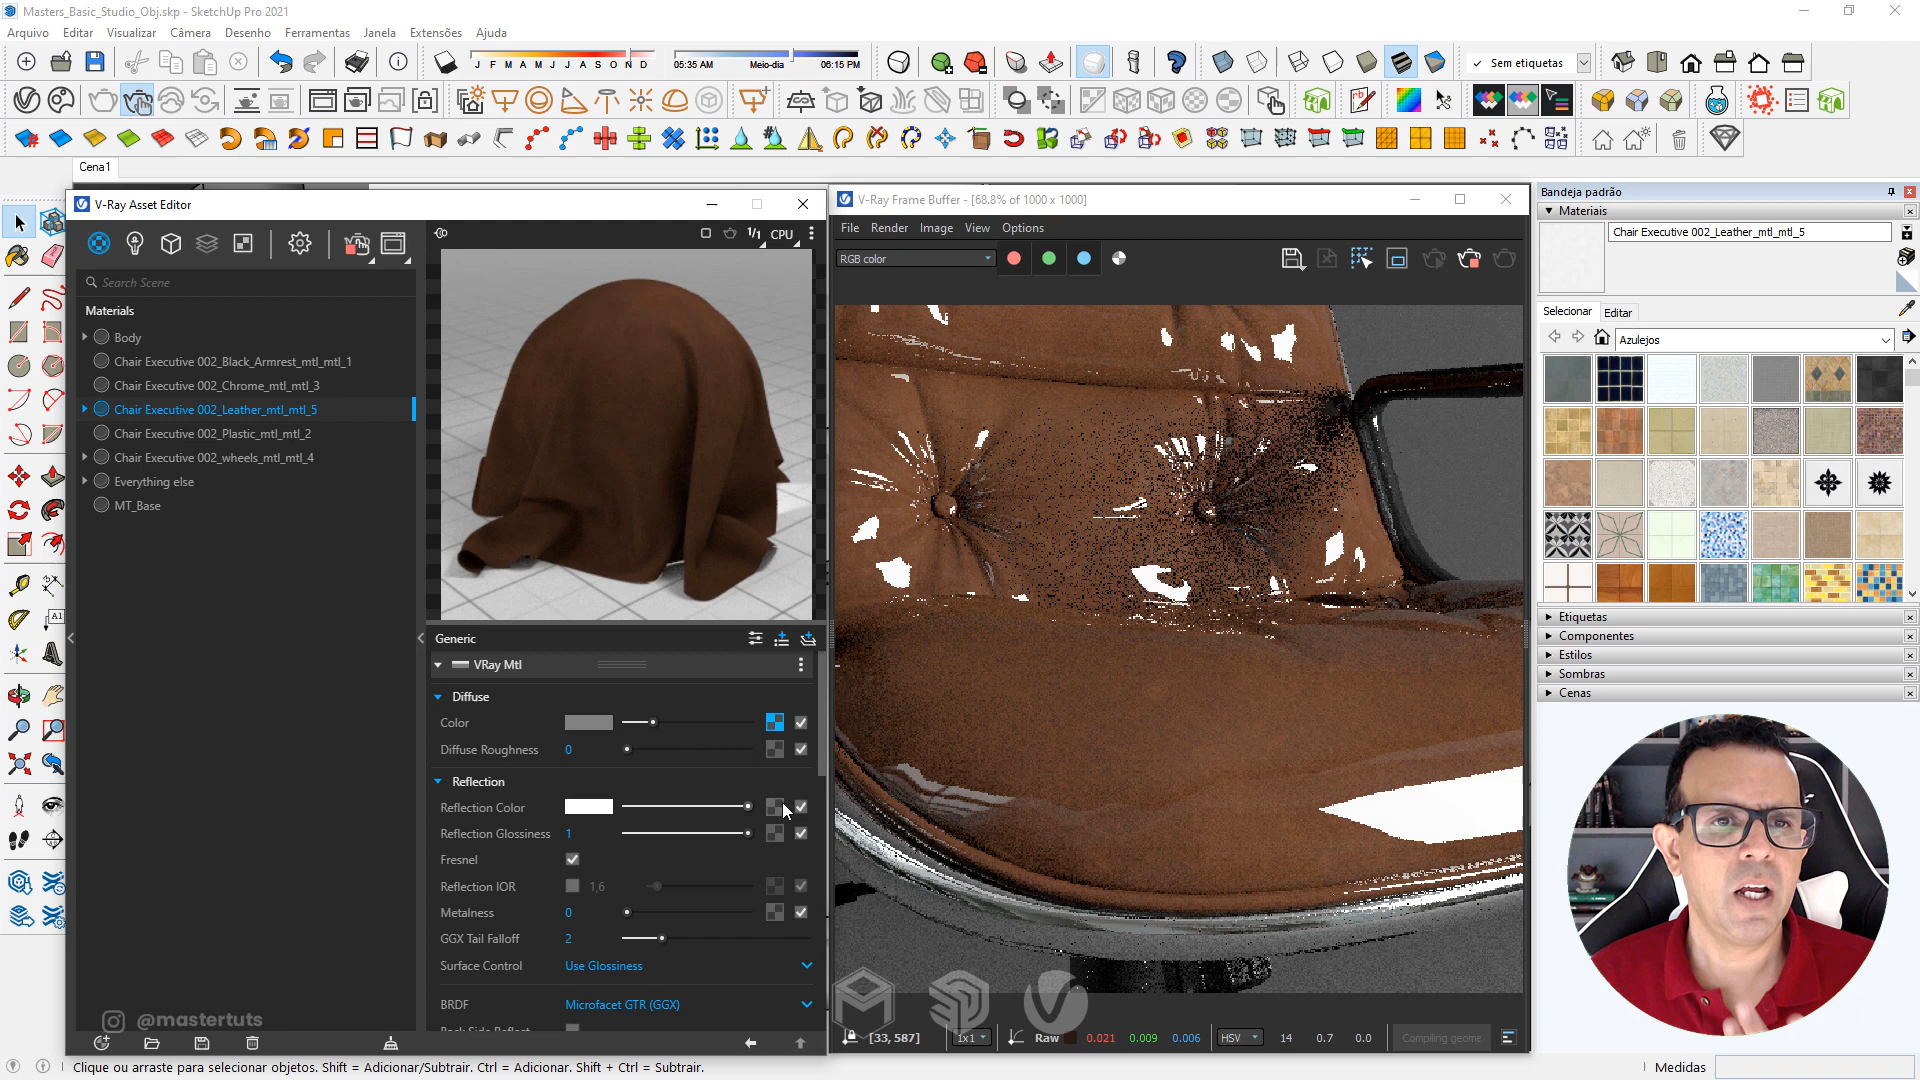 Masters_Basic_Studio_Obj.skp - SketchUp Pro 2021
Arquivo Editar Visualizar Câmera Desenho Ferramentas Janela Extensões Ajuda
J F M A M J J A S O N D
05:35 AM Meio-dia 06:15 PM
Sem etiquetas
Cena1
V-Ray Asset Editor
1/1 CPU
Search Scene
Materials
Body
Chair Executive 002_Black_Armrest_mtl_mtl_1
Chair Executive 002_Chrome_mtl_mtl_3
Chair Executive 002_Leather_mtl_mtl_5
Chair Executive 002_Plastic_mtl_mtl_2
Chair Executive 002_wheels_mtl_mtl_4
Everything else
MT_Base
Generic
VRay Mtl
Diffuse
Color
Diffuse Roughness 0
Reflection
Reflection Color
Reflection Glossiness 1
Fresnel
Reflection IOR 1,6
Metalness 0
GGX Tail Falloff 2
Surface Control Use Glossiness
BRDF Microfacet GTR (GGX)
@mastertuts
V-Ray Frame Buffer - [68.8% of 1000 x 1000]
File Render Image View Options
RGB color
[33, 587] 1x1 Raw 0.021 0.009 0.006 HSV 14 0.7 0.0 Compiling geome
Bandeja padrão
Materiais
Chair Executive 002_Leather_mtl_mtl_5
Selecionar Editar
Azulejos
Etiquetas
Componentes
Estilos
Sombras
Cenas
Clique ou arraste para selecionar objetos. Shift = Adicionar/Subtrair. Ctrl = Adicionar. Shift + Ctrl = Subtrair.
Medidas